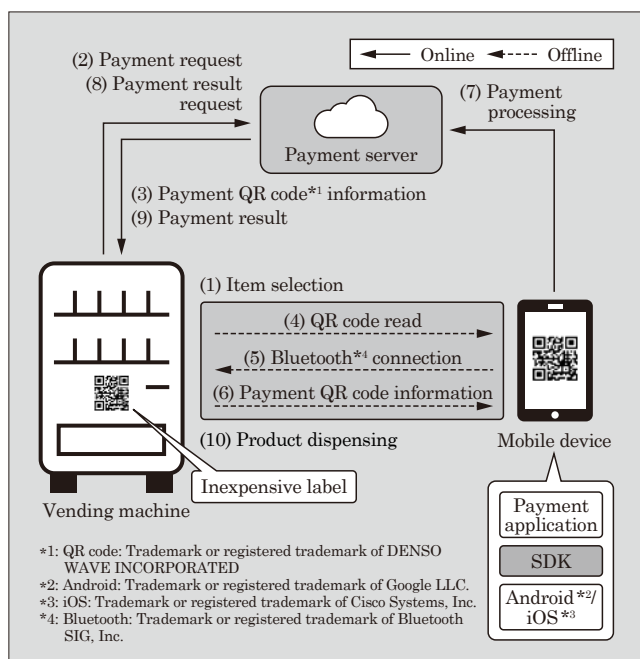 (2) Payment request
(8) Payment result
request
Online
Offline
(7) Payment
processing
Payment server
(3) Payment QR code*1 information
(9) Payment result
(1) Item selection
(4) QR code read
(5) Bluetooth*4 connection
(6) Payment QR code information
(10) Product dispensing
Inexpensive label
Vending machine
Mobile device
Payment
application
SDK
Android*2/
iOS*3
*1: QR code: Trademark or registered trademark of DENSO
WAVE INCORPORATED
*2: Android: Trademark or registered trademark of Google LLC.
*3: iOS: Trademark or registered trademark of Cisco Systems, Inc.
*4: Bluetooth: Trademark or registered trademark of Bluetooth
SIG, Inc.